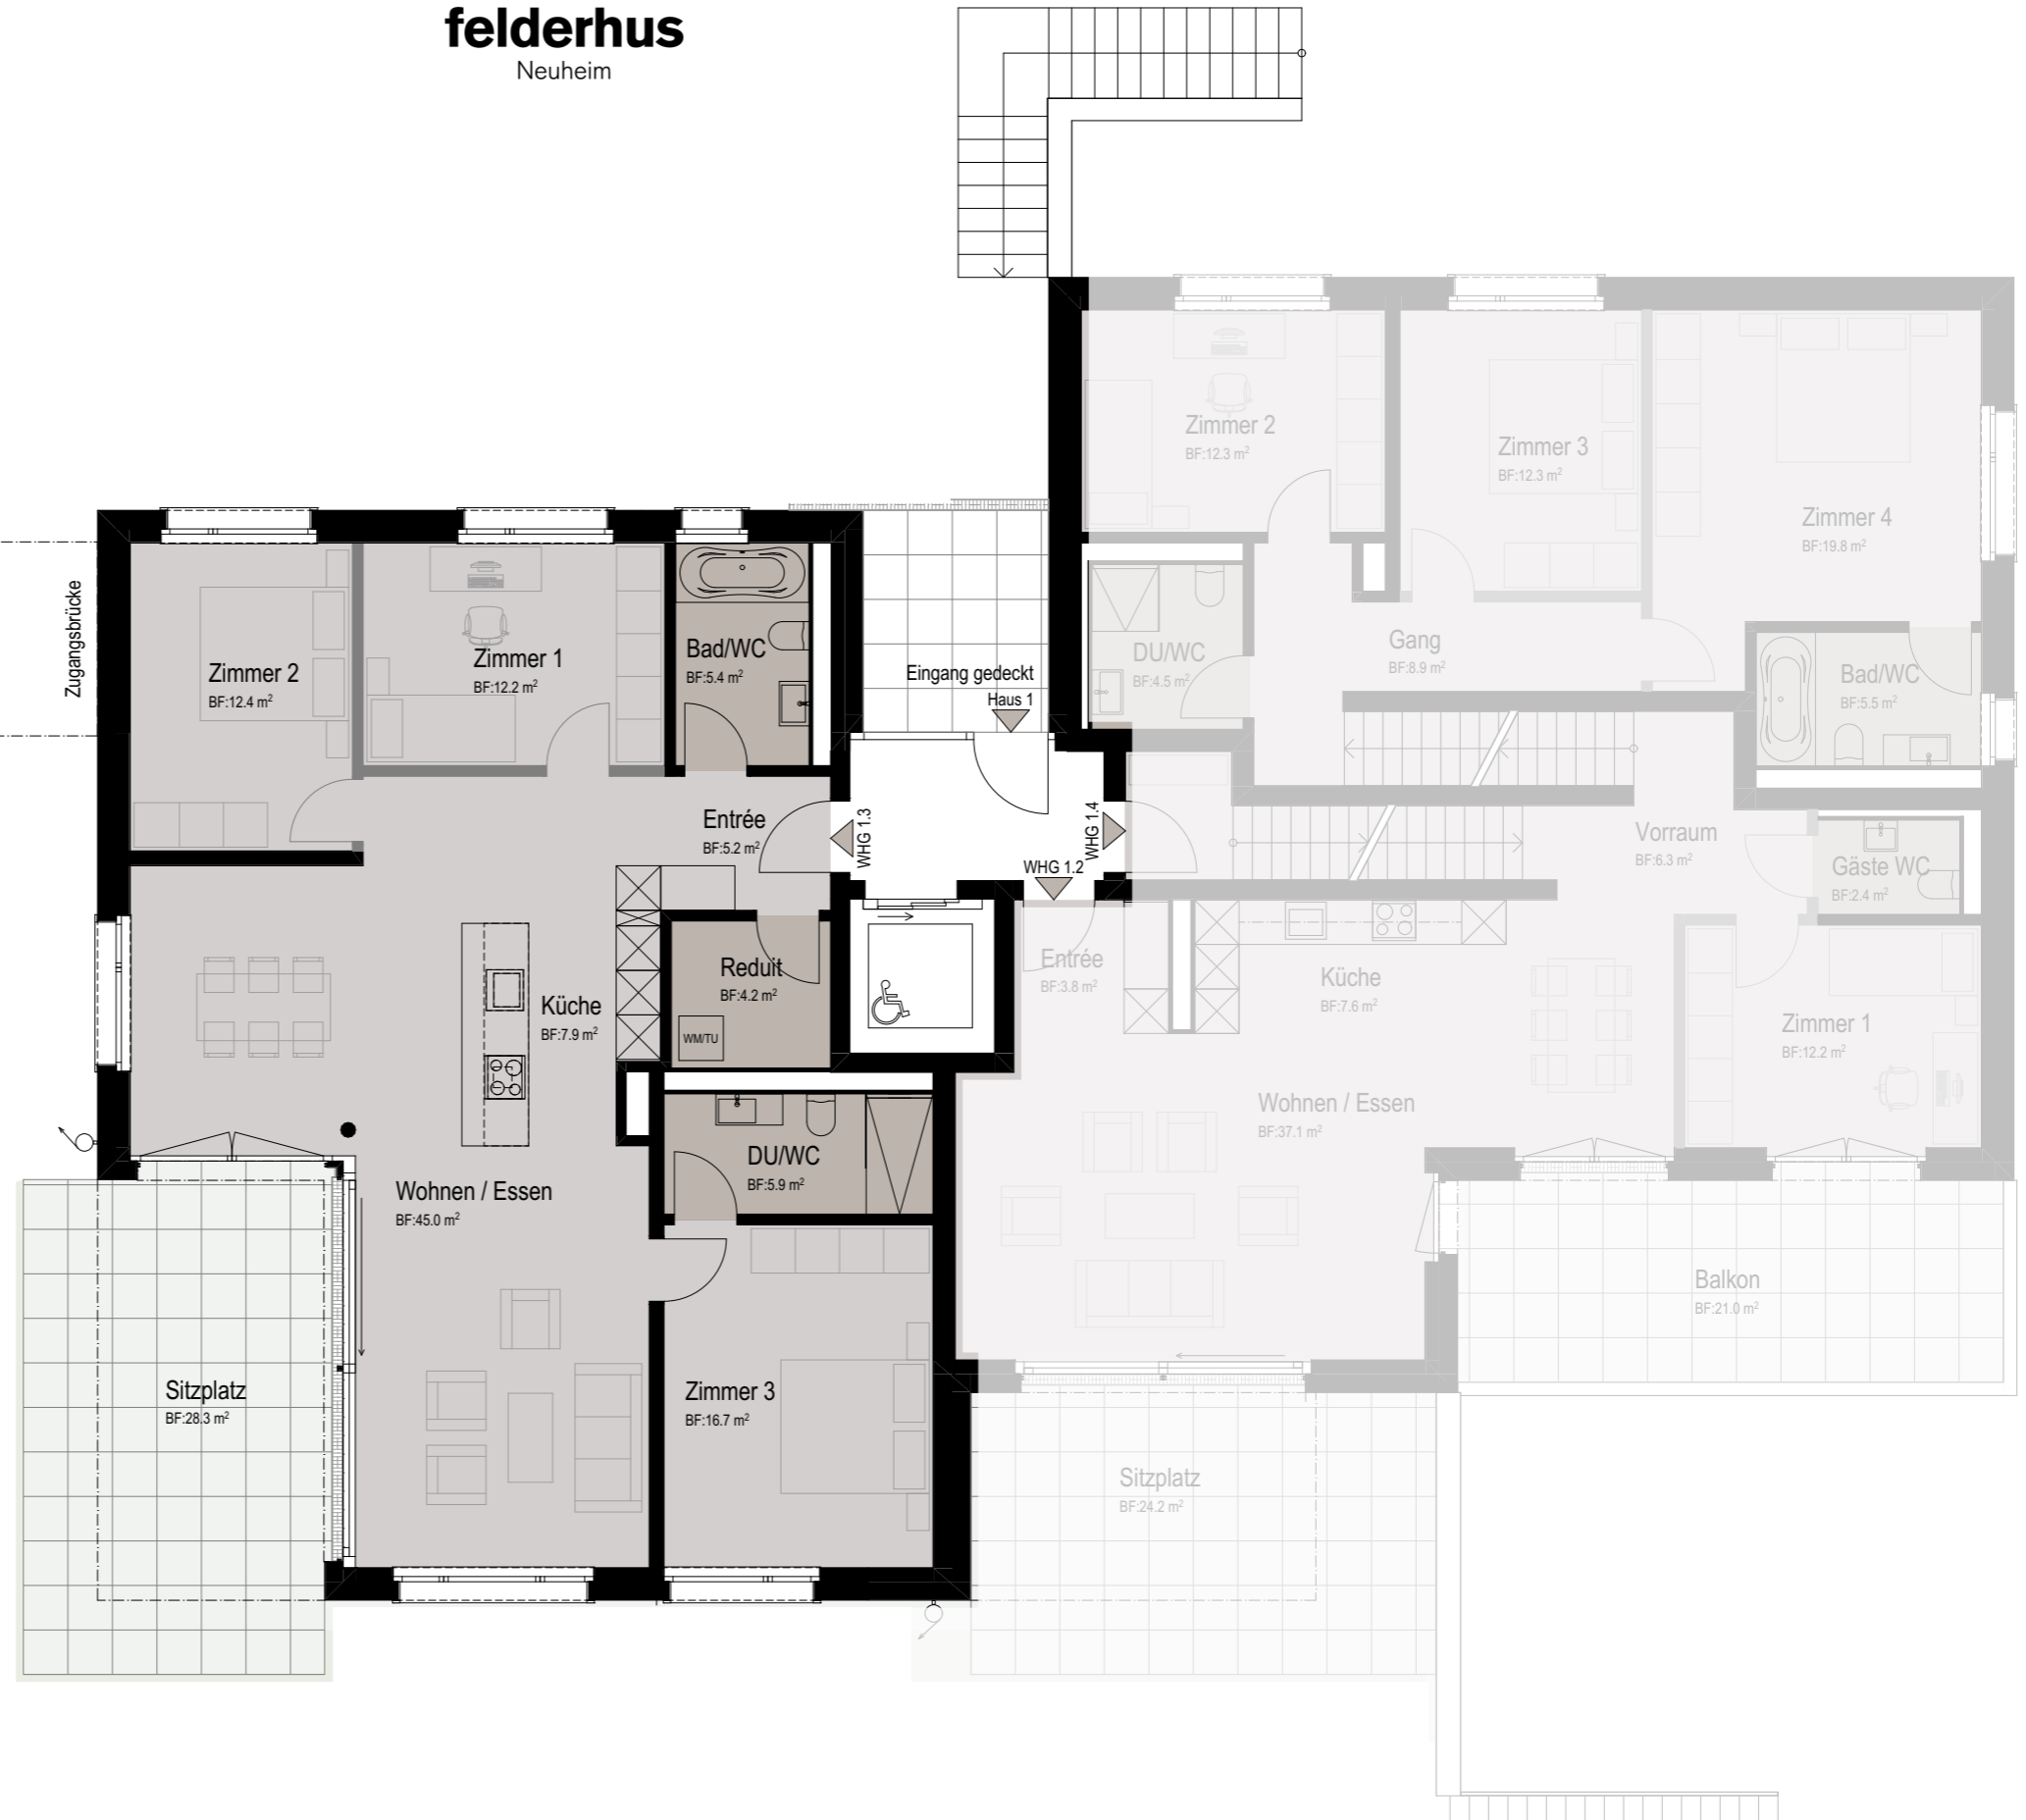 felderhus
Neuheim
Zimmer 2
BF:12.3 m²
Zimmer 3
BF:12.3 m²
Zimmer 4
BF:19.8 m²
Zugangsbrücke
Zimmer 2
BF:12.4 m²
Zimmer 1
BF:12.2 m²
Bad/WC
BF:5.4 m²
Eingang gedeckt
Haus 1
DU/WC
BF:4.5 m²
Gang
BF:8.9 m²
Bad/WC
BF:5.5 m²
Entrée
BF:5.2 m²
WHG 1.3
WHG 1.4
WHG 1.2
Vorraum
BF:6.3 m²
Gäste WC
BF:2.4 m²
Küche
BF:7.9 m²
Reduit
BF:4.2 m²
WM/TU
Entrée
BF:3.8 m²
Küche
BF:7.6 m²
Zimmer 1
BF:12.2 m²
Wohnen / Essen
BF:37.1 m²
DU/WC
BF:5.9 m²
Wohnen / Essen
BF:45.0 m²
Balkon
BF:21.0 m²
Sitzplatz
BF:28.3 m²
Zimmer 3
BF:16.7 m²
Sitzplatz
BF:24.2 m²